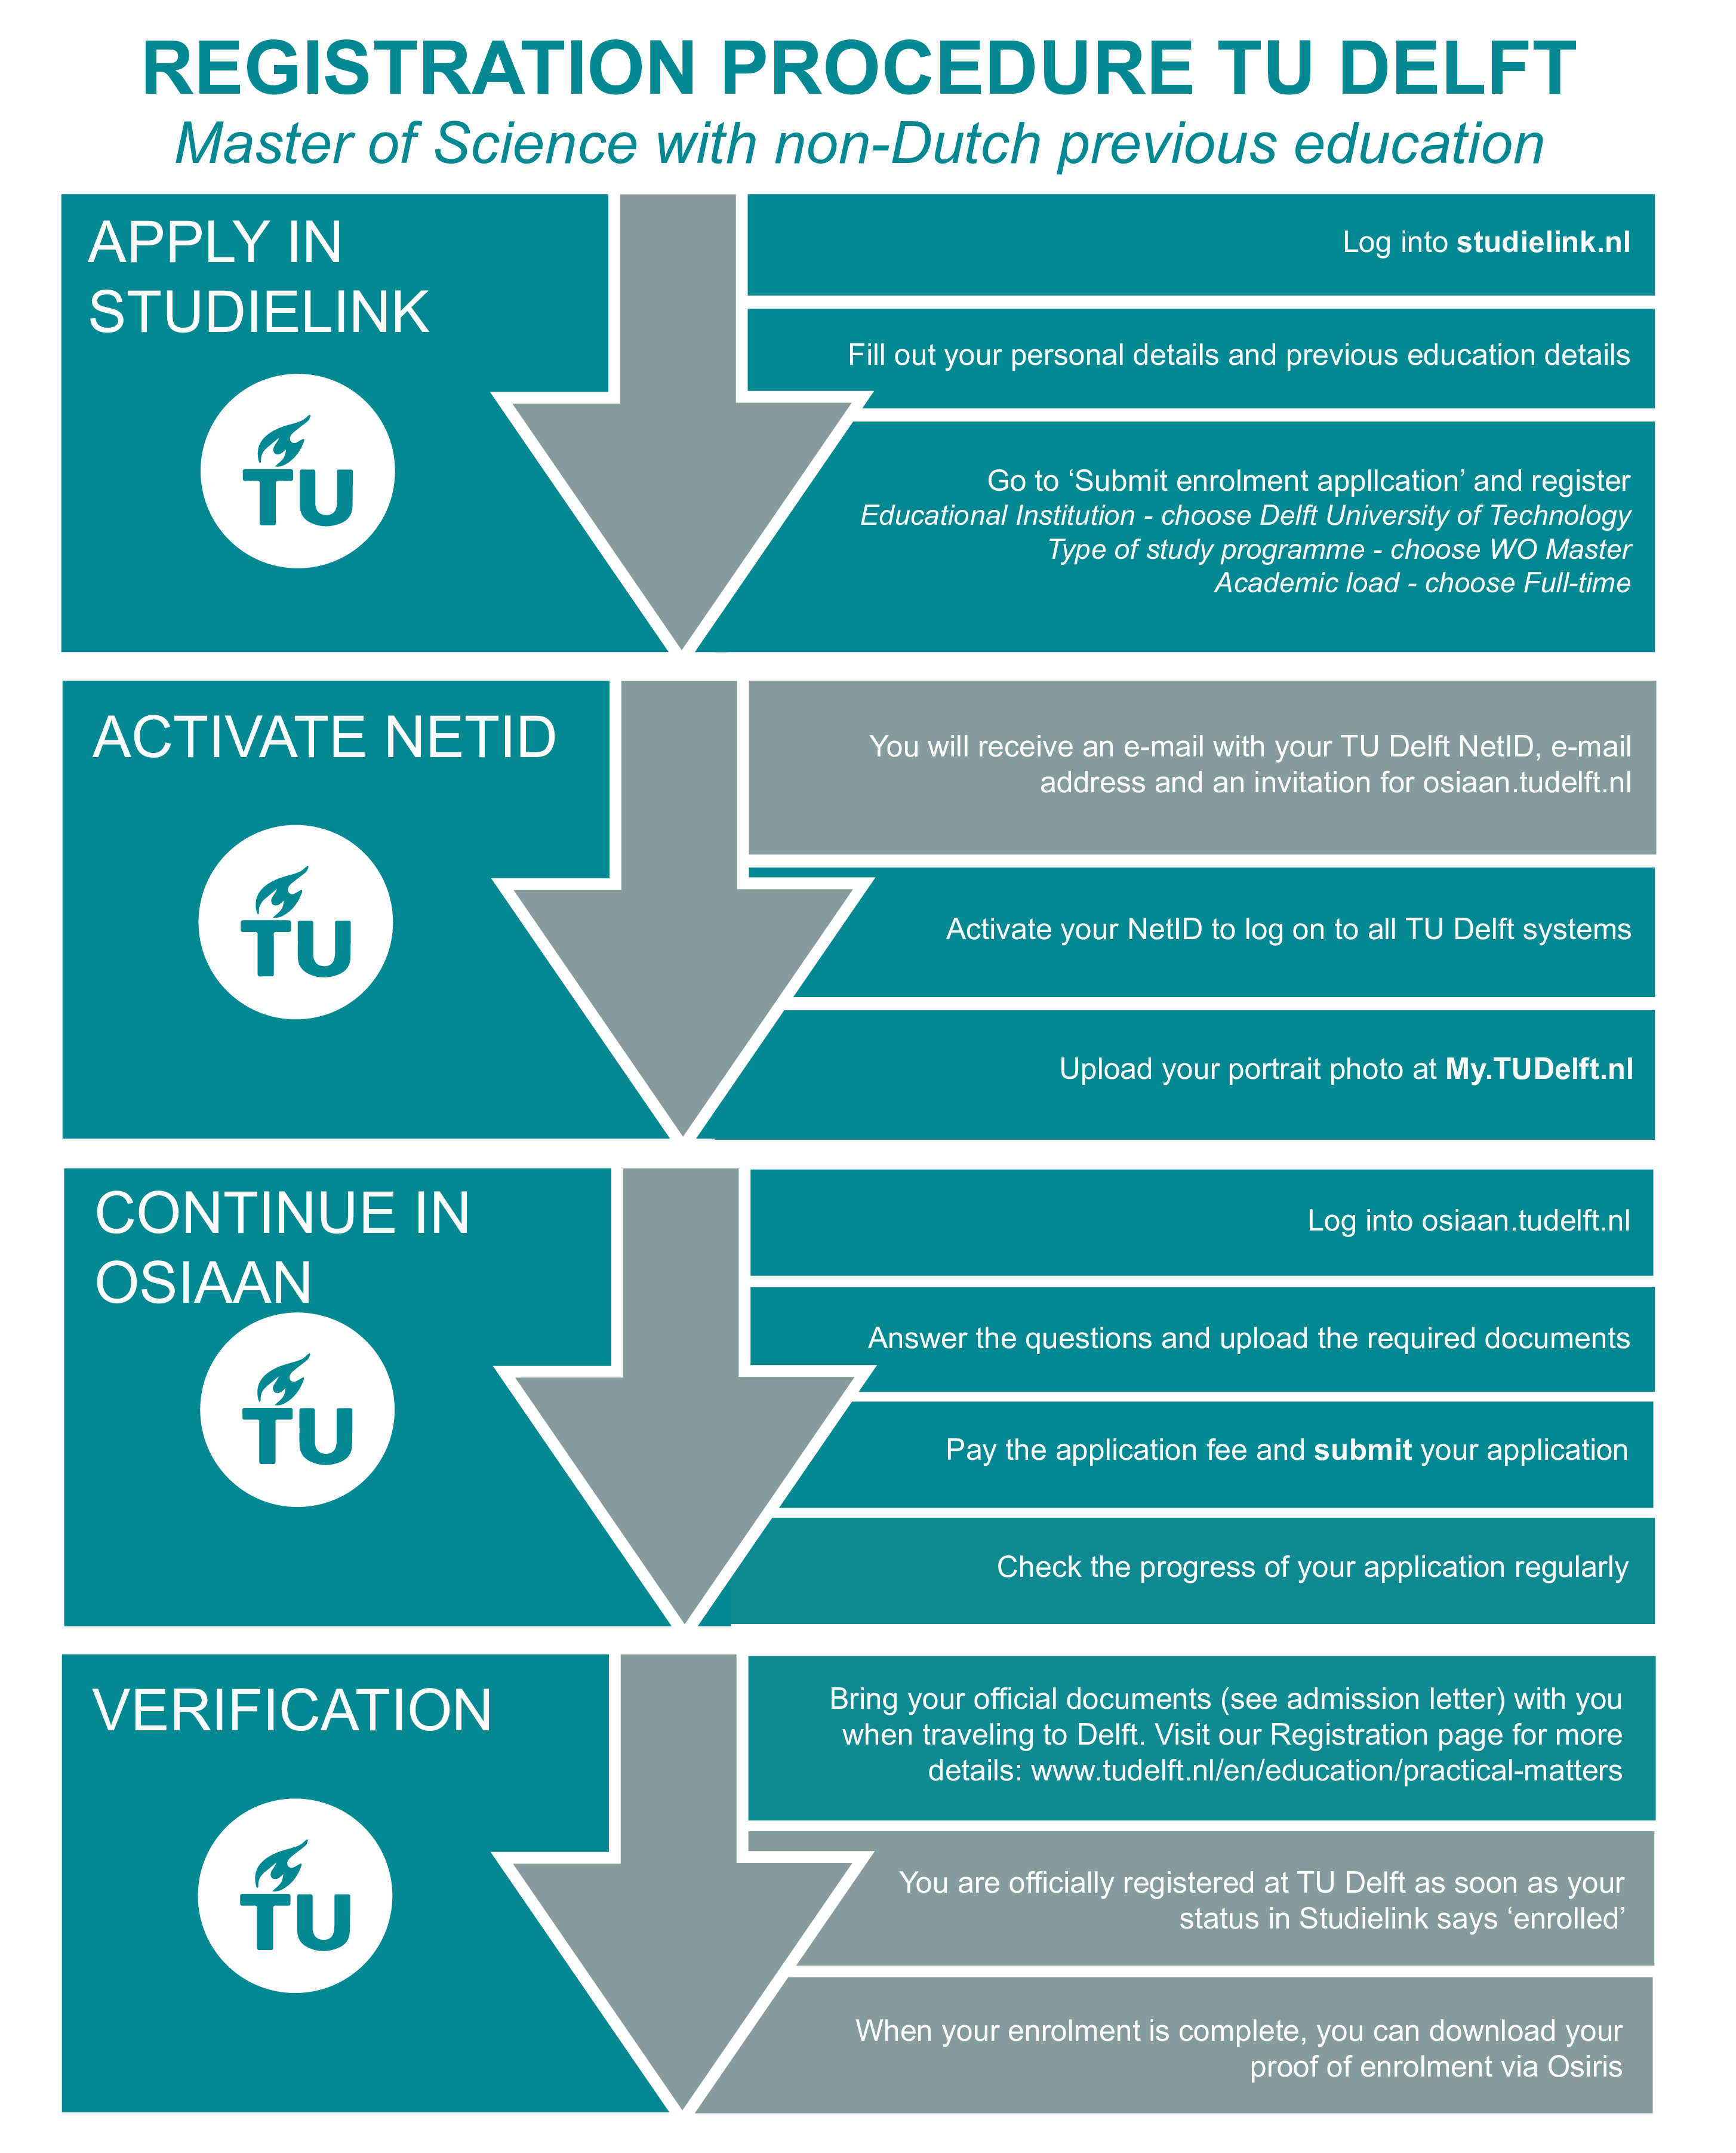 REGISTRATION PROCEDURE TU DELFT
Master of Science with non-Dutch previous education
APPLY IN
STUDIELINK
TU
Log into studielink.nl
Fill out your personal details and previous education details
Go to ‘Submit enrolment appllcation’ and register
Educational Institution - choose Delft University of Technology
Type of study programme - choose WO Master
Academic load - choose Full-time
ACTIVATE NETID
TU
You will receive an e-mail with your TU Delft NetID, e-mail
address and an invitation for osiaan.tudelft.nl
Activate your NetID to log on to all TU Delft systems
Upload your portrait photo at My.TUDelft.nl
CONTINUE IN
OSIAAN
TU
Log into osiaan.tudelft.nl
Answer the questions and upload the required documents
Pay the application fee and submit your application
Check the progress of your application regularly
VERIFICATION
TU
Bring your official documents (see admission letter) with you
when traveling to Delft. Visit our Registration page for more
details: www.tudelft.nl/en/education/practical-matters
You are officially registered at TU Delft as soon as your
status in Studielink says ‘enrolled’
When your enrolment is complete, you can download your
proof of enrolment via Osiris